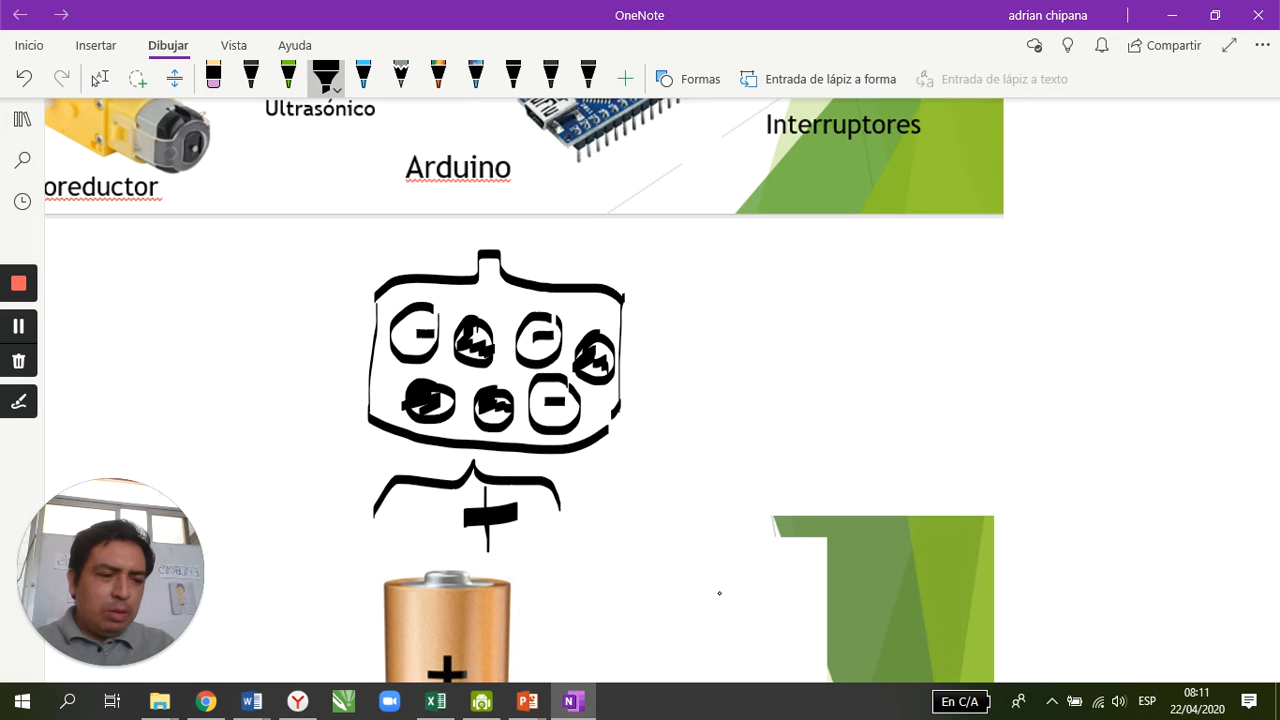 OneNote
adrian chipana
Inicio
Insertar
Dibujar
Vista
Ayuda
Compartir
Formas
Entrada de lápiz a forma
Entrada de lápiz a texto
Ultrasónico
Interruptores
Arduino
oreductor
-
-
-
+
+
En C/A
ESP
08:11
22/04/2020